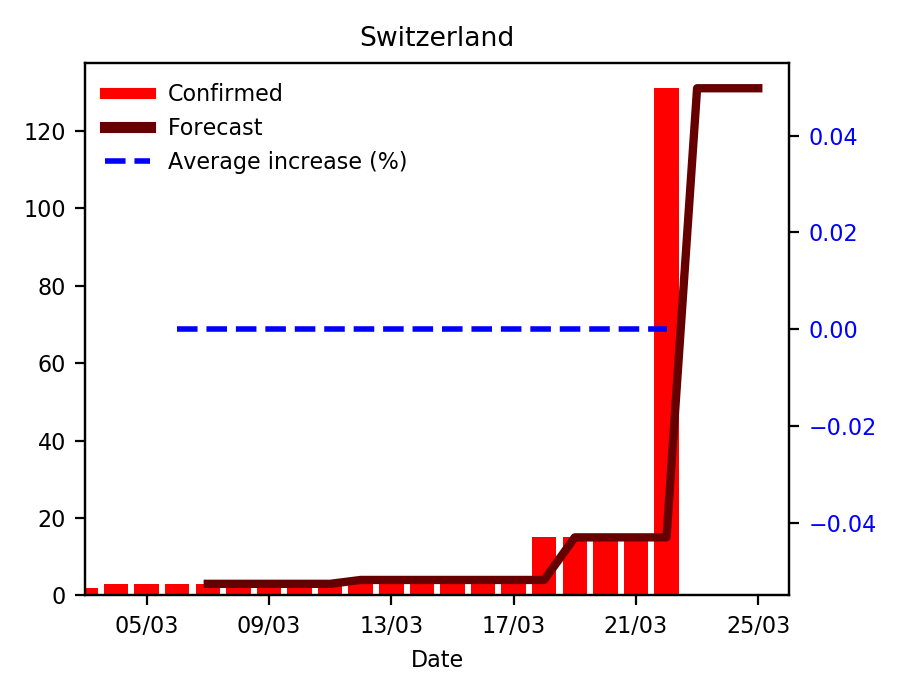 Switzerland
Confirmed
Forecast
Average increase (%)
120
100
80
60
40
20
0
0.04
0.02
0.00
−0.02
−0.04
05/03 09/03 13/03 17/03 21/03 25/03
Date